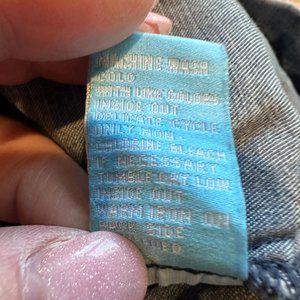 MACHINE WASH
COLD
WITH LIKE COLORS
INSIDE OUT
DELICATE CYCLE
ONLY NON-
CHLORINE BLEACH
IF NECESSARY
TUMBLE DRY LOW
INSIDE OUT
WARM IRON ON
BACK SIDE